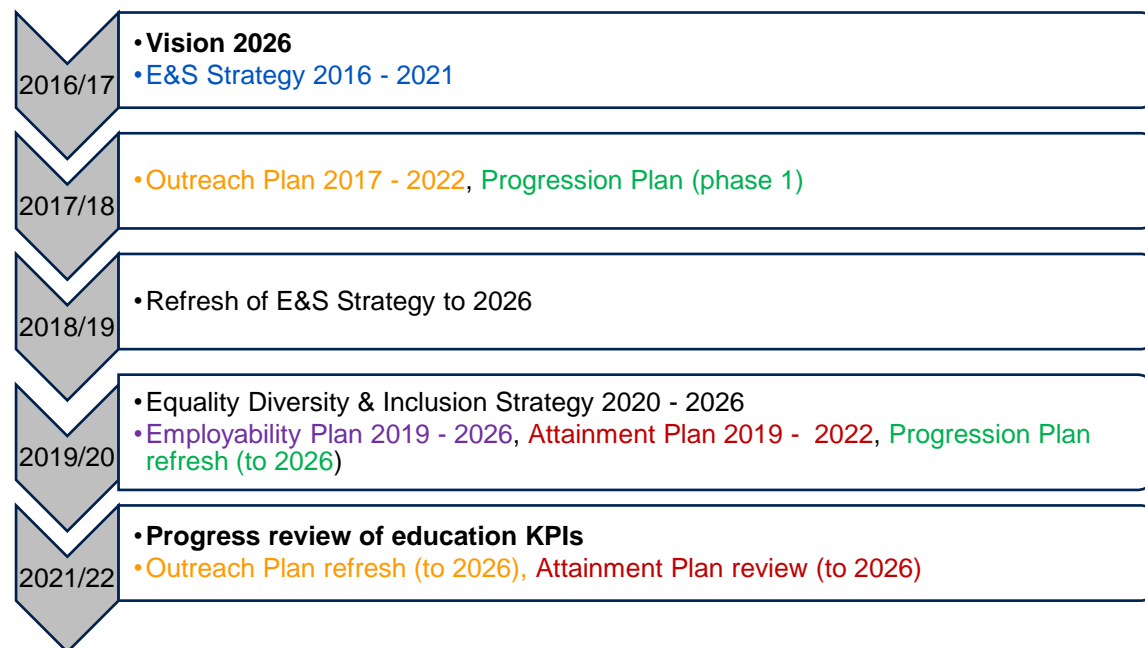 2016/17
•Vision 2026
•E&S Strategy 2016 - 2021
2017/18
•Outreach Plan 2017 - 2022, Progression Plan (phase 1)
2018/19
•Refresh of E&S Strategy to 2026
2019/20
•Equality Diversity & Inclusion Strategy 2020 - 2026
•Employability Plan 2019 - 2026, Attainment Plan 2019 -  2022, Progression Plan
refresh (to 2026)
2021/22
•Progress review of education KPIs
•Outreach Plan refresh (to 2026), Attainment Plan review (to 2026)